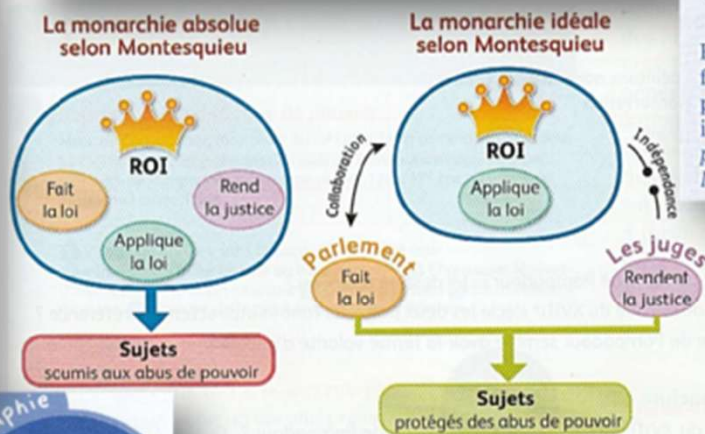 La monarchie absolue
selon Montesquieu
ROI
Fait
la loi
Rend
la justice
Applique
la loi
Sujets
soumis aux abus de pouvoir
La monarchie idéale
selon Montesquieu
ROI
Applique
la loi
Collaboration
Indépendance
Parlement
Fait
la loi
Les juges
Rendent
la justice
Sujets
protégés des abus de pouvoir